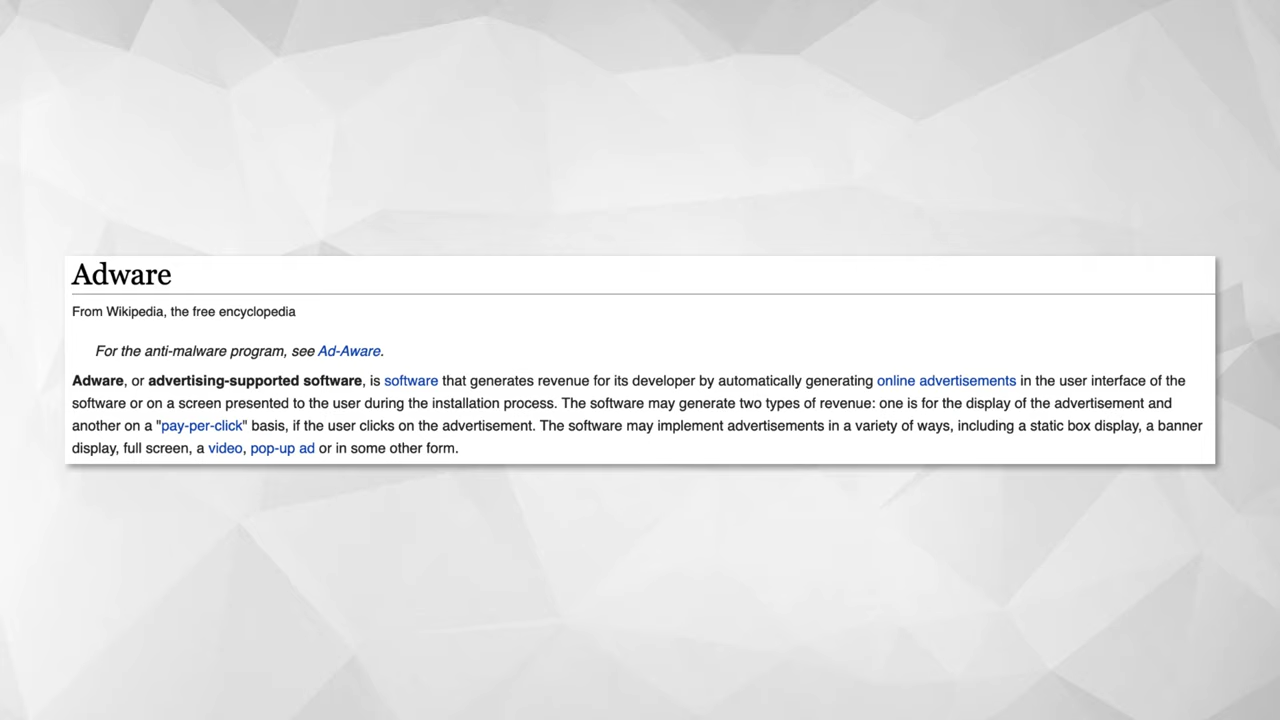 Adware
From Wikipedia, the free encyclopedia
For the anti-malware program, see Ad-Aware.
Adware, or advertising-supported software, is software that generates revenue for its developer by automatically generating online advertisements in the user interface of the
software or on a screen presented to the user during the installation process. The software may generate two types of revenue: one is for the display of the advertisement and
another on a "pay-per-click" basis, if the user clicks on the advertisement. The software may implement advertisements in a variety of ways, including a static box display, a banner
display, full screen, a video, pop-up ad or in some other form.